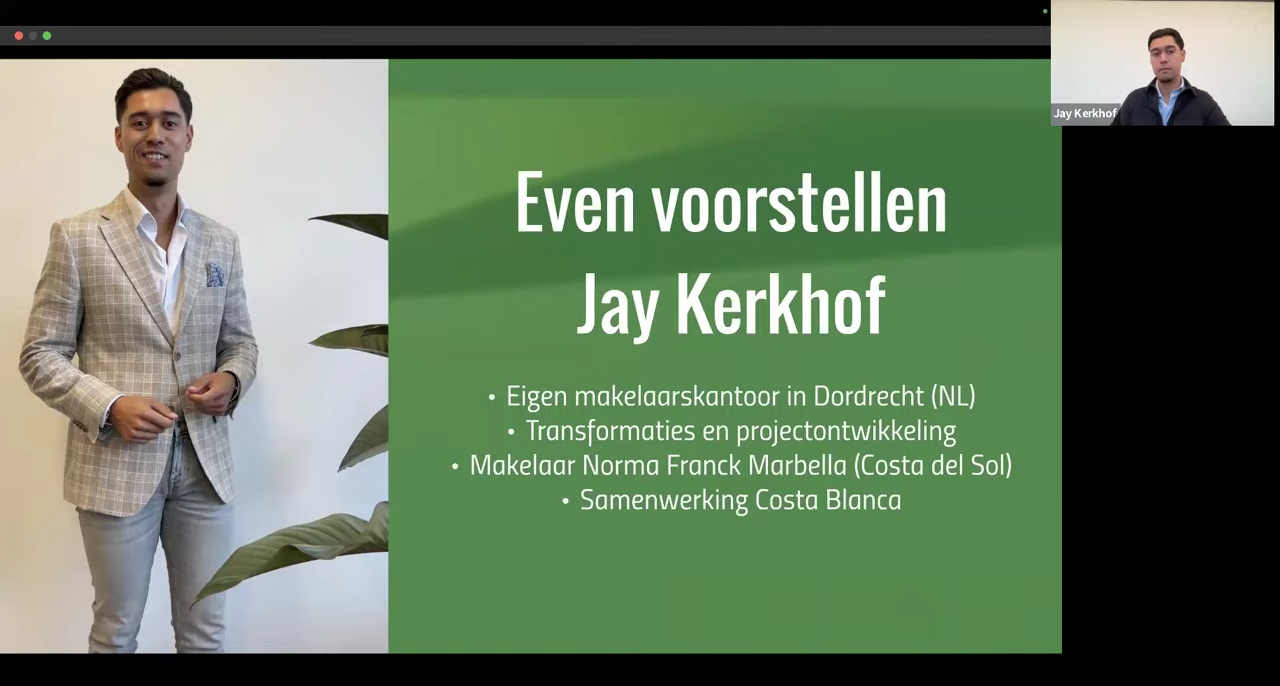 Jay Kerkhof
Even voorstellen
Jay Kerkhof
• Eigen makelaarskantoor in Dordrecht (NL)
• Transformaties en projectontwikkeling
• Makelaar Norma Franck Marbella (Costa del Sol)
• Samenwerking Costa Blanca